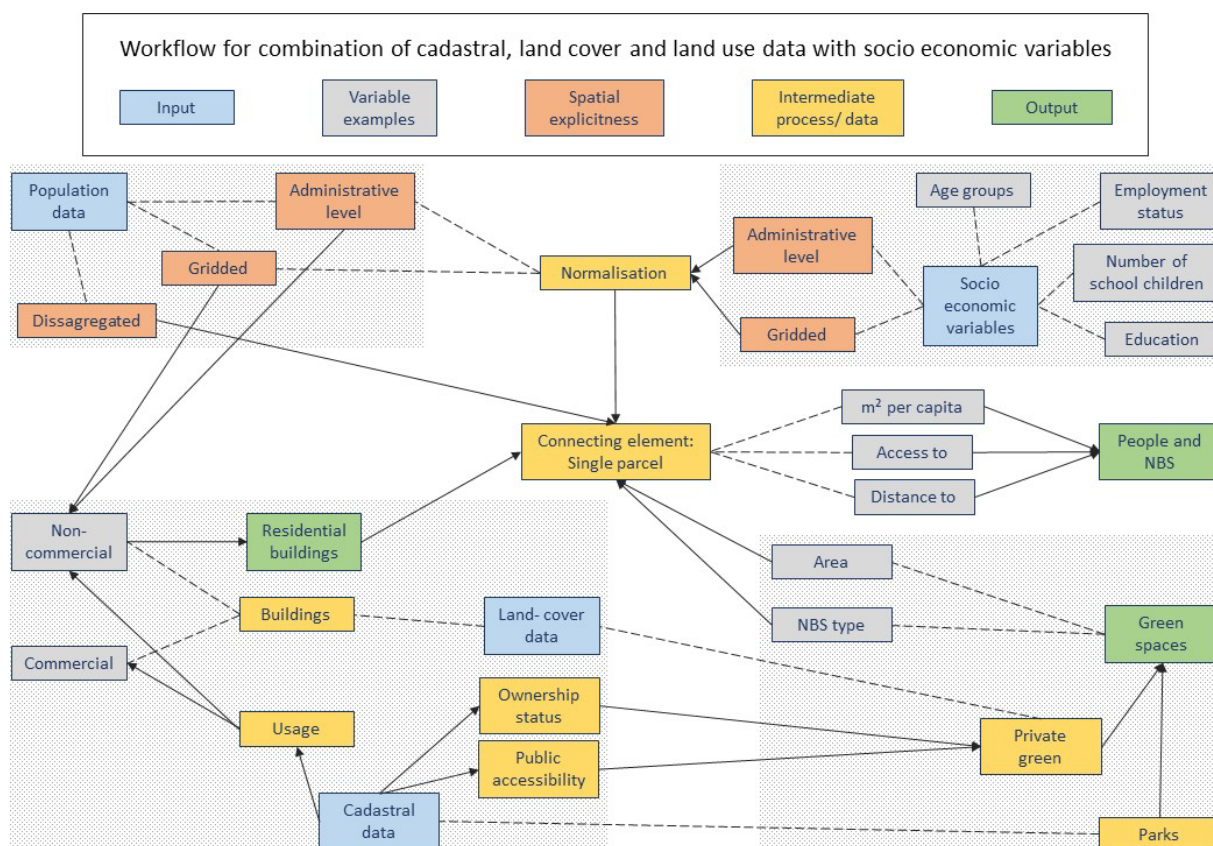 Workflow for combination of cadastral, land cover and land use data with socio economic variables
Input
Variable
examples
Spatial
explicitness
Intermediate
process/ data
Output
Population
data
Administrative
level
Gridded
Dissagregated
Normalisation
Administrative
level
Gridded
Age groups
Socio
economic
variables
Employment
status
Number of
school children
Education
Connecting element:
Single parcel
m² per capita
Access to
Distance to
People and
NBS
Non-
commercial
Residential
buildings
Buildings
Commercial
Land- cover
data
Usage
Ownership
status
Public
accessibility
Cadastral
data
Area
NBS type
Green
spaces
Private
green
Parks